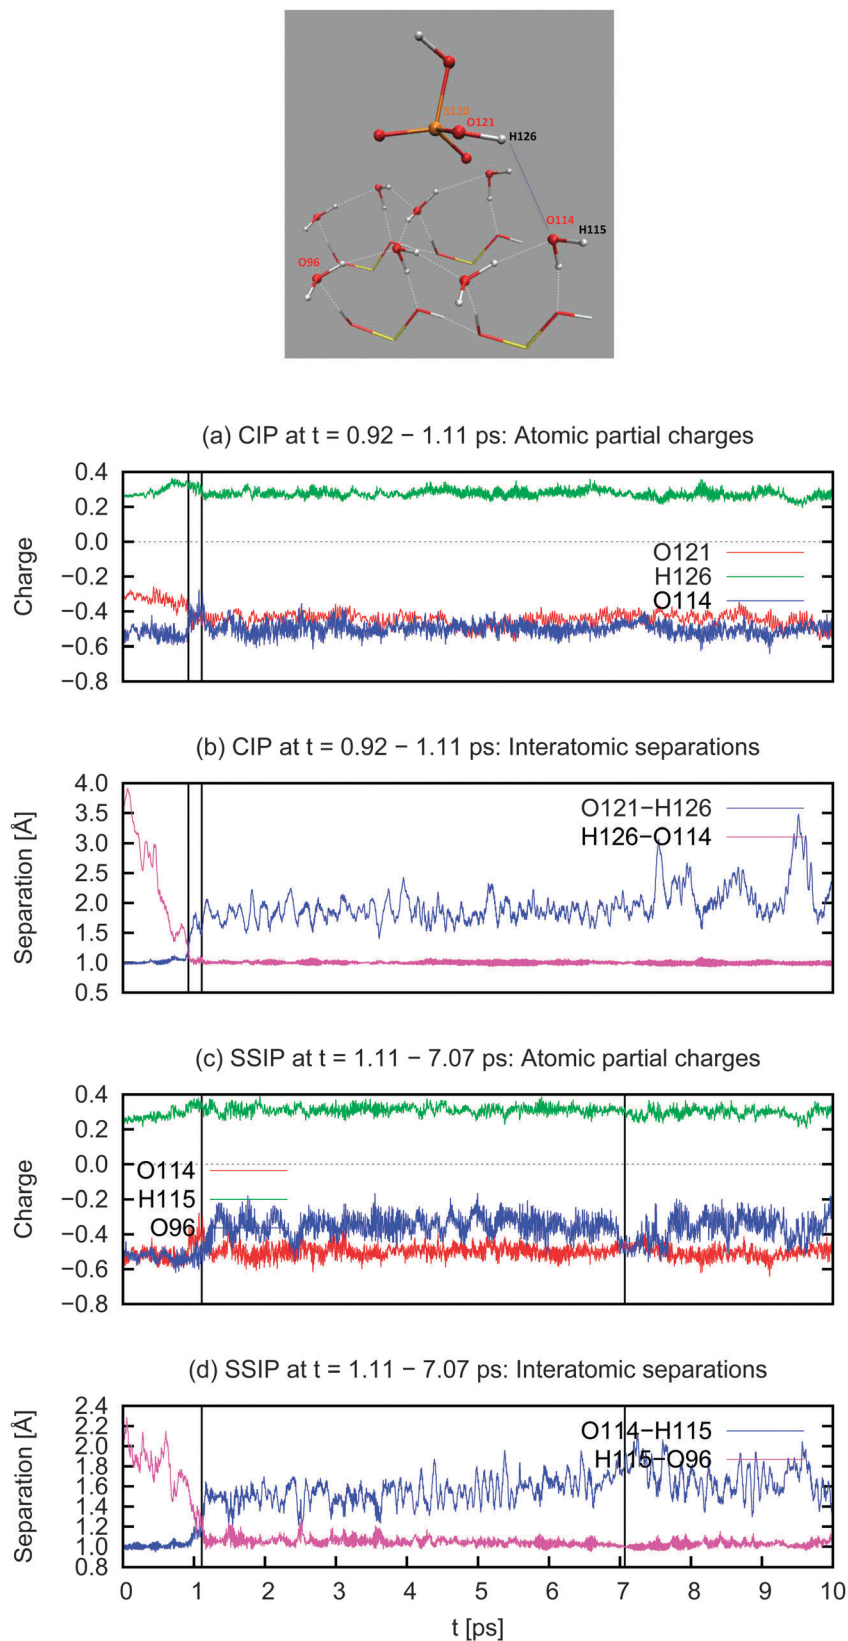 S120
O121
H126
O114
H115
O96
(a) CIP at t = 0.92 − 1.11 ps: Atomic partial charges
Charge
0.4
0.2
0.0
−0.2
−0.4
−0.6
−0.8
O121
H126
O114
(b) CIP at t = 0.92 − 1.11 ps: Interatomic separations
Separation [Å]
4.0
3.5
3.0
2.5
2.0
1.5
1.0
0.5
O121−H126
H126−O114
(c) SSIP at t = 1.11 − 7.07 ps: Atomic partial charges
Charge
0.4
0.2
0.0
−0.2
−0.4
−0.6
−0.8
O114
H115
O96
(d) SSIP at t = 1.11 − 7.07 ps: Interatomic separations
Separation [Å]
2.4
2.2
2.0
1.8
1.6
1.4
1.2
1.0
0.8
O114−H115
H115−O96
0 1 2 3 4 5 6 7 8 9 10
t [ps]